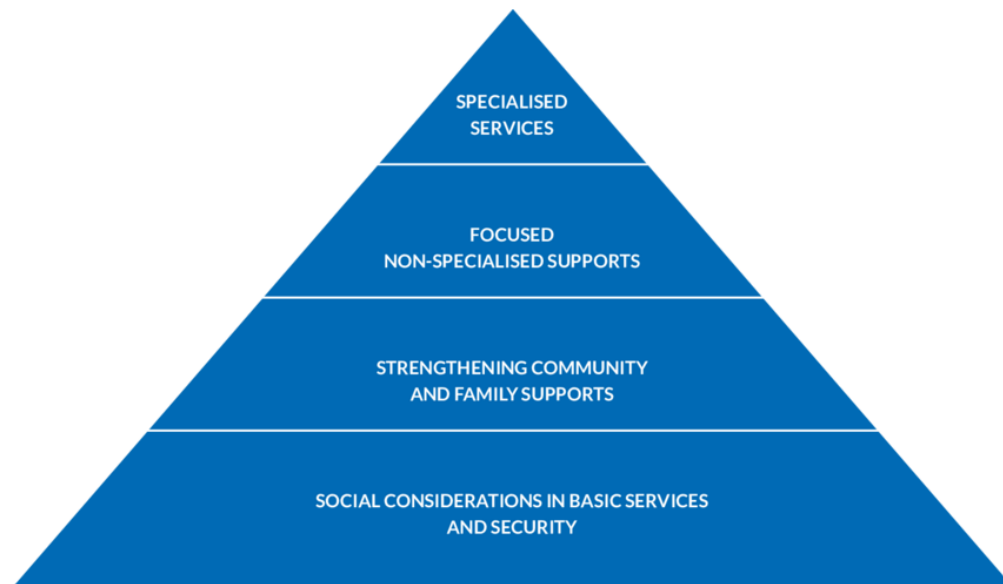 SPECIALISED
SERVICES
FOCUSED
NON-SPECIALISED SUPPORTS
STRENGTHENING COMMUNITY
AND FAMILY SUPPORTS
SOCIAL CONSIDERATIONS IN BASIC SERVICES
AND SECURITY